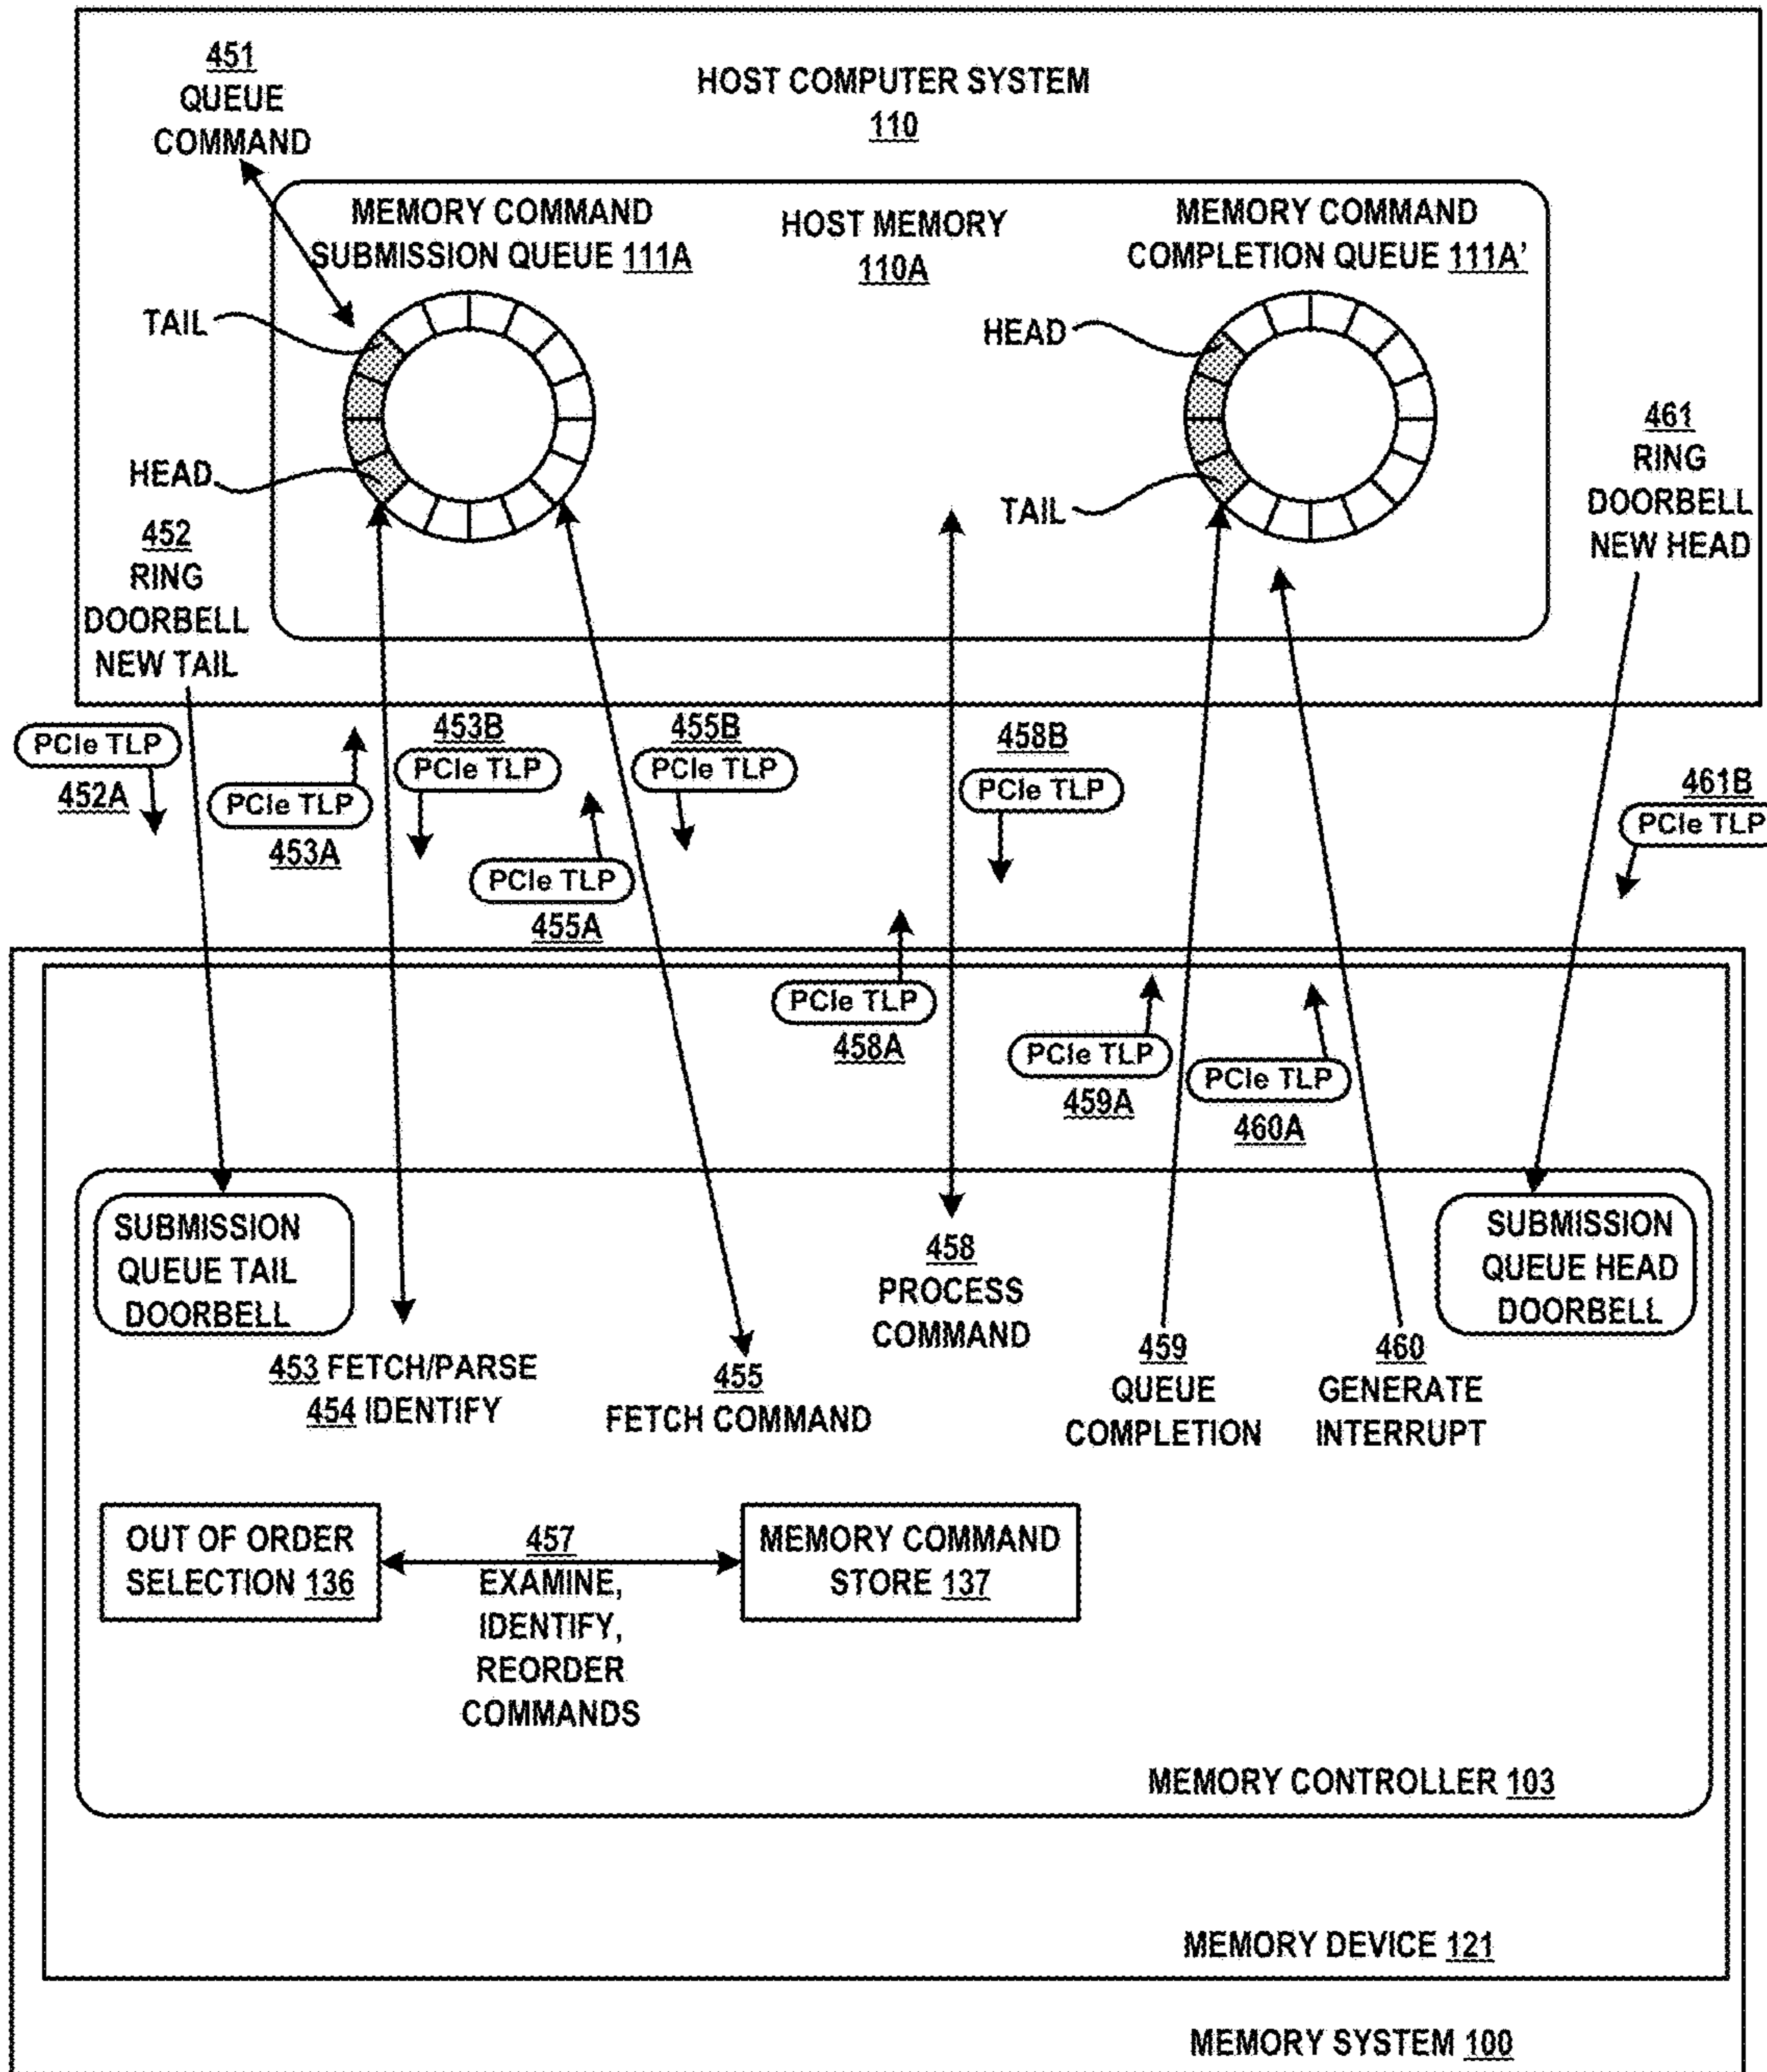 451
QUEUE
COMMAND
HOST COMPUTER SYSTEM
110
MEMORY COMMAND
SUBMISSION QUEUE 111A
HOST MEMORY
110A
MEMORY COMMAND
COMPLETION QUEUE 111A'
TAIL
HEAD
HEAD
TAIL
452
RING
DOORBELL
NEW TAIL
461
RING
DOORBELL
NEW HEAD
PCIe TLP
452A
PCIe TLP
453A
453B
PCIe TLP
PCIe TLP
455A
455B
PCIe TLP
458B
PCIe TLP
461B
PCIe TLP
PCIe TLP
458A
PCIe TLP
459A
PCIe TLP
460A
SUBMISSION
QUEUE TAIL
DOORBELL
453 FETCH/PARSE
454 IDENTIFY
455
FETCH COMMAND
458
PROCESS
COMMAND
459
QUEUE
COMPLETION
460
GENERATE
INTERRUPT
SUBMISSION
QUEUE HEAD
DOORBELL
OUT OF ORDER
SELECTION 136
457
EXAMINE,
IDENTIFY,
REORDER
COMMANDS
MEMORY COMMAND
STORE 137
MEMORY CONTROLLER 103
MEMORY DEVICE 121
MEMORY SYSTEM 100